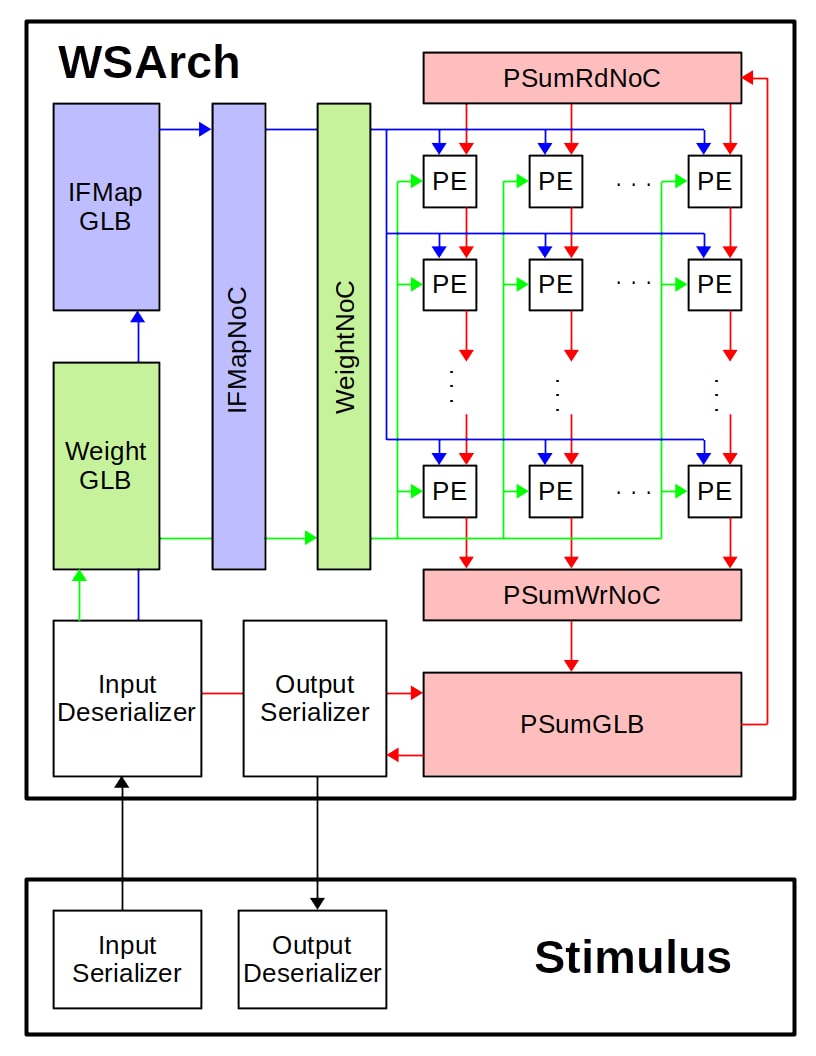 WSArch
PSumRdNoC
IFMap
GLB
IFMapNoC
WeightNoC
PE
PE
. . .
PE
PE
PE
. . .
PE
Weight
GLB
. . .
. . .
. . .
PE
PE
. . .
PE
PSumWrNoC
Input
Deserializer
Output
Serializer
PSumGLB
Input
Serializer
Output
Deserializer
Stimulus